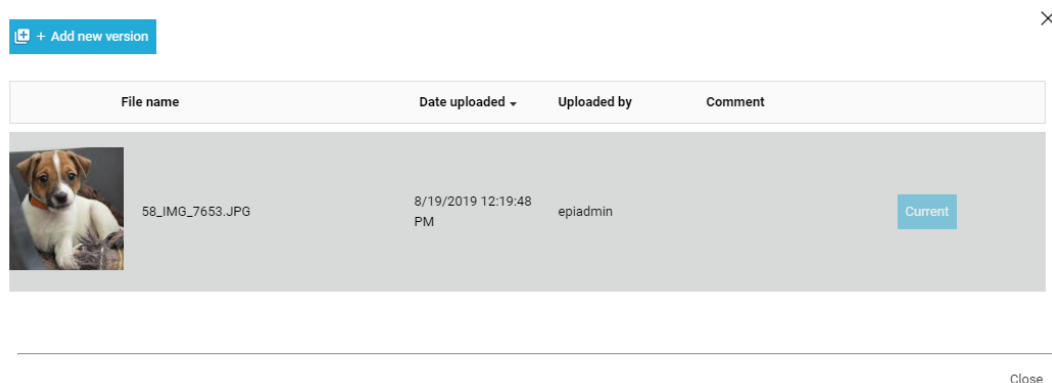 + Add new version
File name Date uploaded Uploaded by Comment
58_IMG_7653.JPG 8/19/2019 12:19:48 PM epiadmin Current
Close